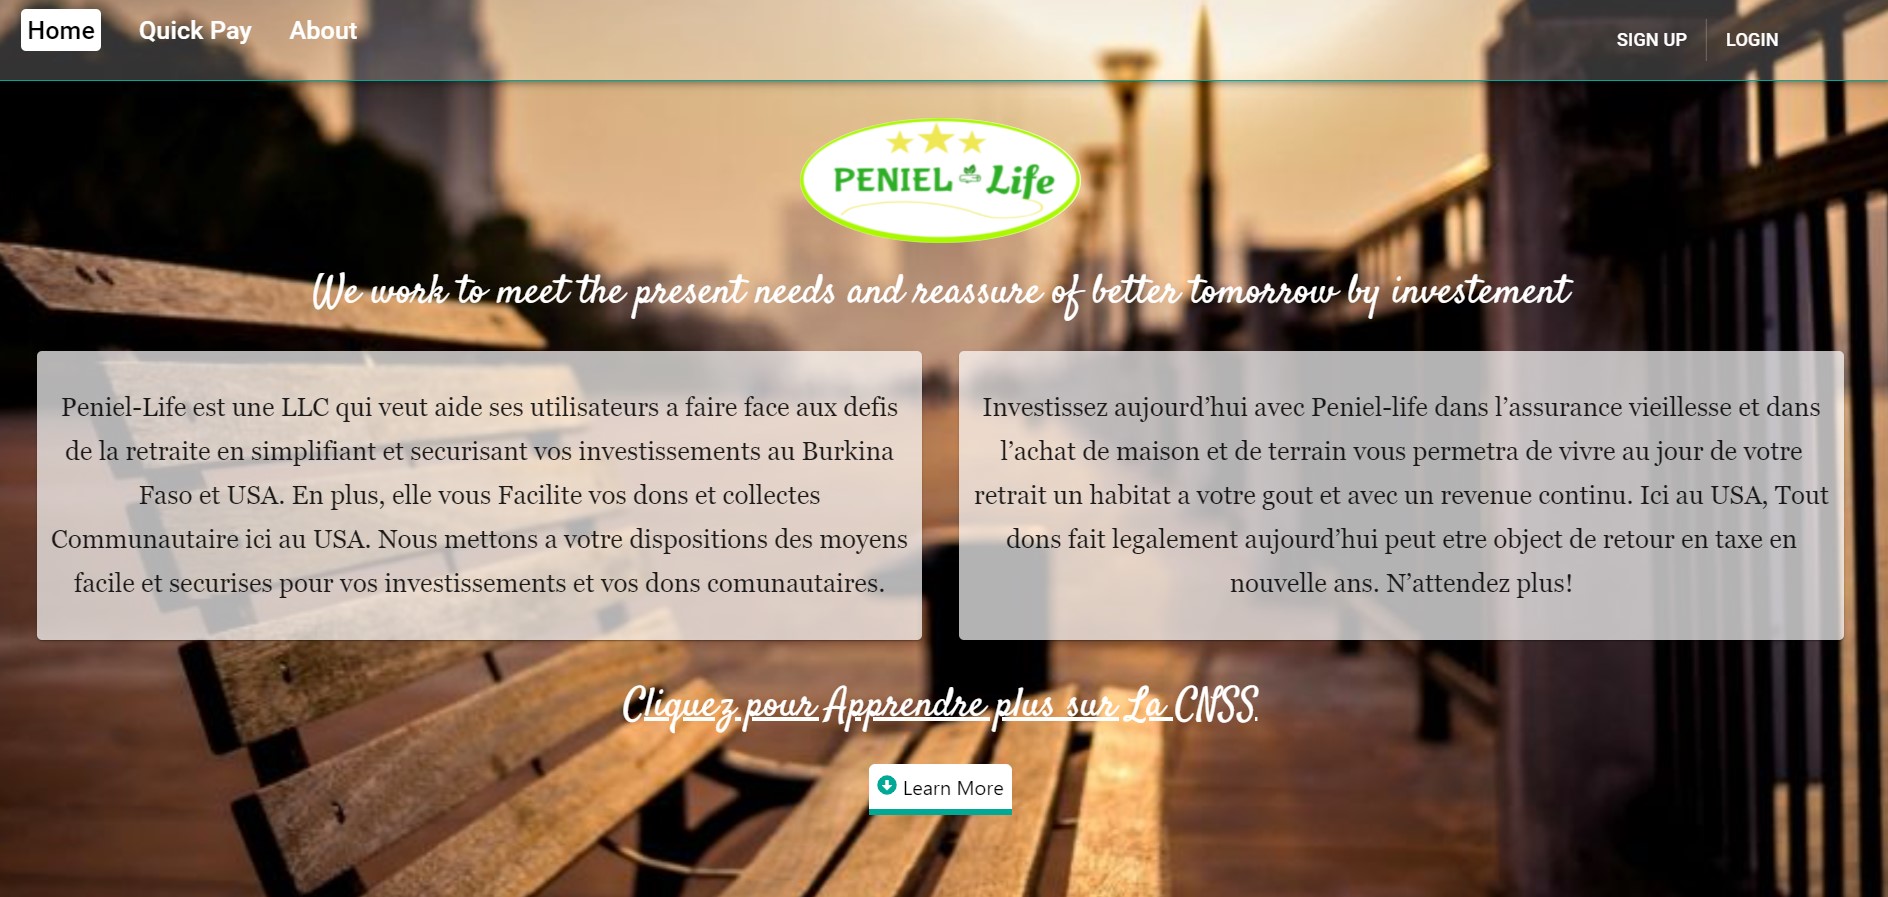 Home
Quick Pay
About
SIGN UP
LOGIN
PENIEL Life
We work to meet the present needs and reassure of better tomorrow by investement
Peniel-Life est une LLC qui veut aide ses utilisateurs a faire face aux defis
de la retraite en simplifiant et securisant vos investissements au Burkina
Faso et USA. En plus, elle vous Facilite vos dons et collectes
Communautaire ici au USA. Nous mettons a votre dispositions des moyens
facile et securises pour vos investissements et vos dons comunautaires.
Investissez aujourd’hui avec Peniel-life dans l’assurance vieillesse et dans
l’achat de maison et de terrain vous permetra de vivre au jour de votre
retrait un habitat a votre gout et avec un revenue continu. Ici au USA, Tout
dons fait legalement aujourd’hui peut etre object de retour en taxe en
nouvelle ans. N’attendez plus!
Cliquez pour Apprendre plus sur La CNSS.
Learn More